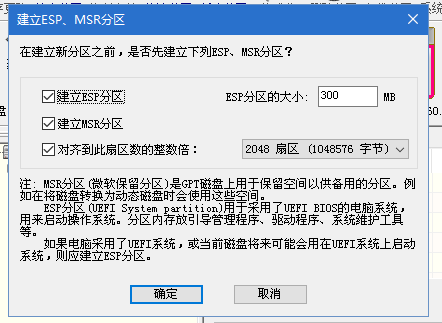 建立ESP、MSR分区
在建立新分区之前,是否先建立下列ESP、MSR分区?
建立ESP分区 ESP分区的大小: 300 MB
建立MSR分区
对齐到此扇区数的整数倍: 2048 扇区 (1048576 字节)
注: MSR分区(微软保留分区)是GPT磁盘上用于保留空间以供备用的分区。例
如在将磁盘转换为动态磁盘时会使用这些空间。
ESP分区(UEFI System partition)用于采用了UEFI BIOS的电脑系统,
用来启动操作系统。分区内存放引导管理程序、驱动程序、系统维护工具
等。
如果电脑采用了UEFI系统,或当前磁盘将来可能会用在UEFI系统上启动
系统,则应建立ESP分区。
确定 取消